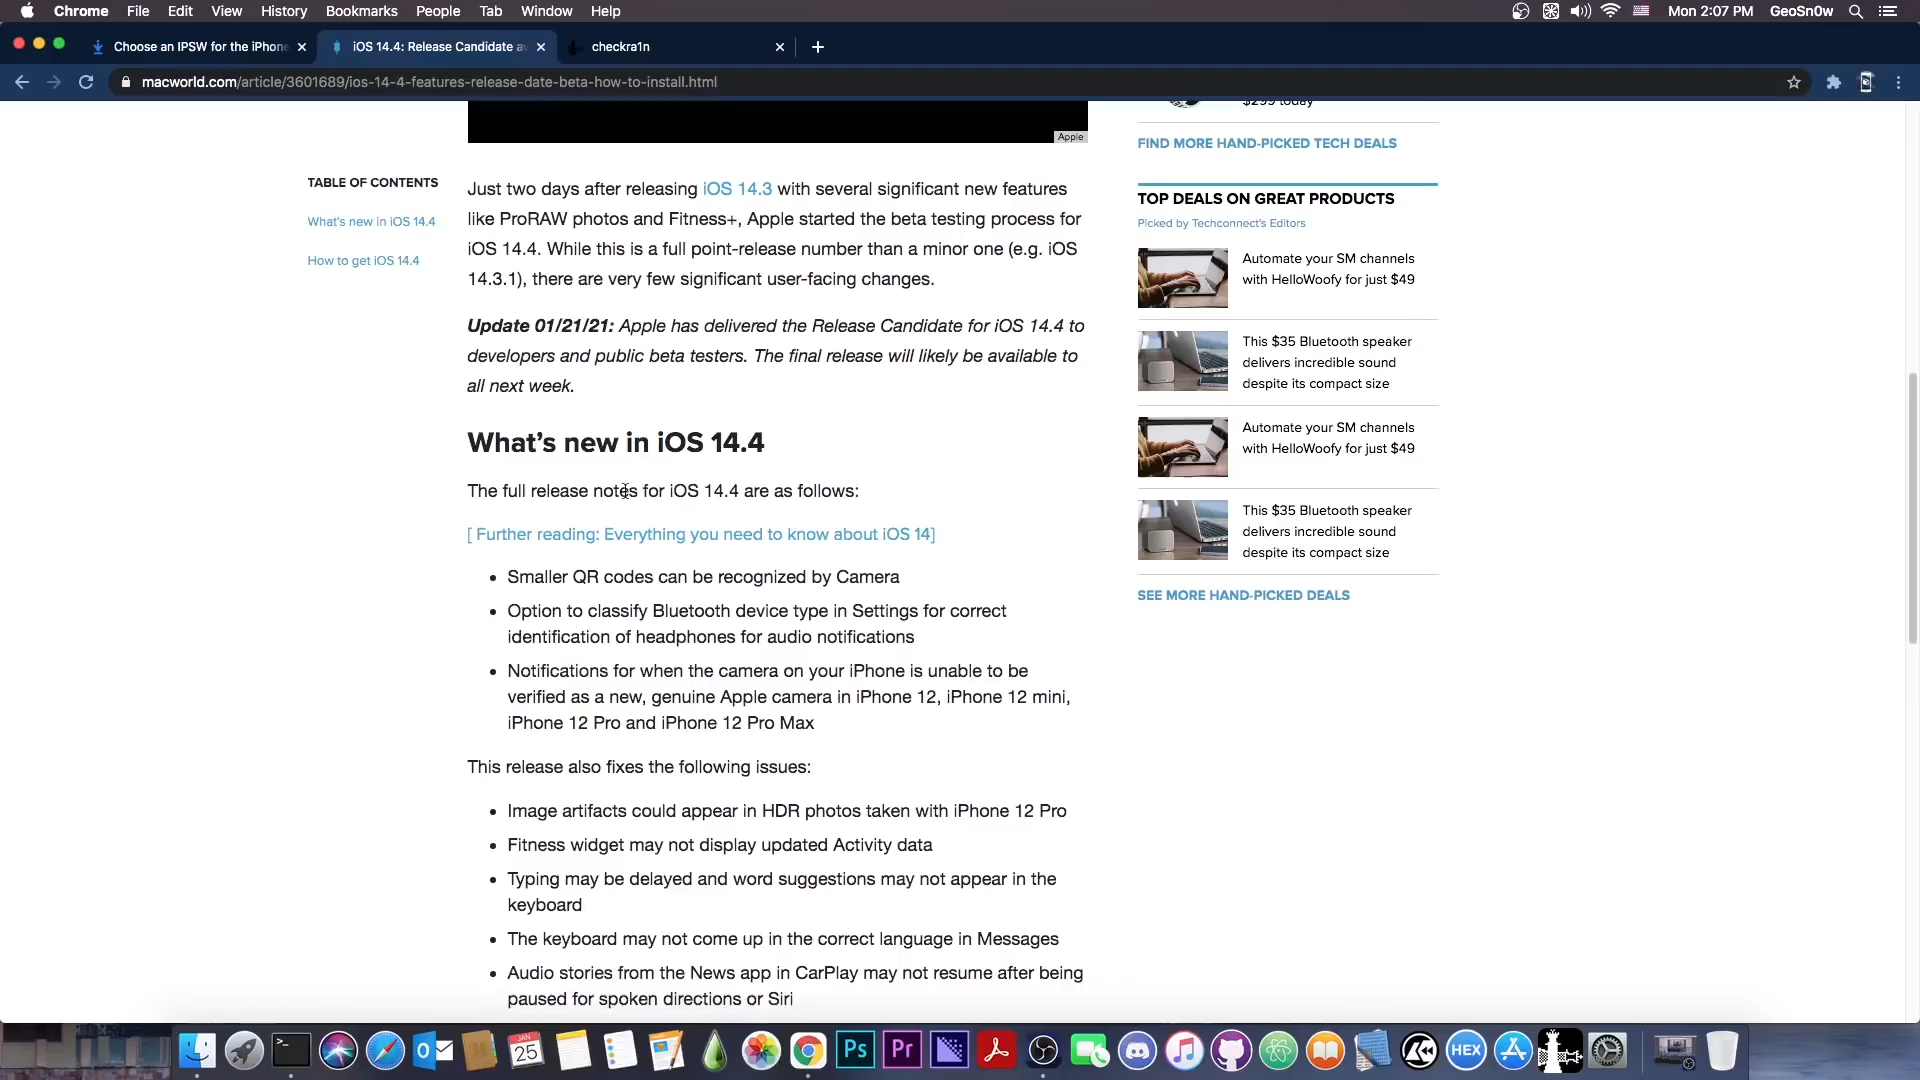 Chrome File Edit View History Bookmarks People Tab Window Help Mon 2:07 PM GeoSn0w
Choose an IPSW for the iPhone iOS 14.4: Release Candidate av checkra1n
macworld.com/article/3601689/ios-14-4-features-release-date-beta-how-to-install.html
Apple
$299 today
FIND MORE HAND-PICKED TECH DEALS
TABLE OF CONTENTS
What's new in iOS 14.4
How to get iOS 14.4
Just two days after releasing iOS 14.3 with several significant new features
like ProRAW photos and Fitness+, Apple started the beta testing process for
iOS 14.4. While this is a full point-release number than a minor one (e.g. iOS
14.3.1), there are very few significant user-facing changes.
Update 01/21/21: Apple has delivered the Release Candidate for iOS 14.4 to
developers and public beta testers. The final release will likely be available to
all next week.
What's new in iOS 14.4
The full release notes for iOS 14.4 are as follows:
[ Further reading: Everything you need to know about iOS 14]
• Smaller QR codes can be recognized by Camera
• Option to classify Bluetooth device type in Settings for correct
identification of headphones for audio notifications
• Notifications for when the camera on your iPhone is unable to be
verified as a new, genuine Apple camera in iPhone 12, iPhone 12 mini,
iPhone 12 Pro and iPhone 12 Pro Max
This release also fixes the following issues:
• Image artifacts could appear in HDR photos taken with iPhone 12 Pro
• Fitness widget may not display updated Activity data
• Typing may be delayed and word suggestions may not appear in the
keyboard
• The keyboard may not come up in the correct language in Messages
• Audio stories from the News app in CarPlay may not resume after being
paused for spoken directions or Siri
TOP DEALS ON GREAT PRODUCTS
Picked by Techconnect's Editors
Automate your SM channels
with HelloWoofy for just $49
This $35 Bluetooth speaker
delivers incredible sound
despite its compact size
Automate your SM channels
with HelloWoofy for just $49
This $35 Bluetooth speaker
delivers incredible sound
despite its compact size
SEE MORE HAND-PICKED DEALS
JAN
25
Ps
Pr
HEX